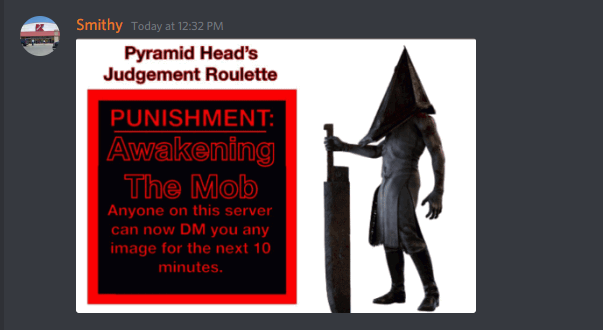 Smithy Today at 12:32 PM
Pyramid Head's
Judgement Roulette
PUNISHMENT:
Awakening
The Mob
Anyone on this server
can now DM you any
image for the next 10
minutes.